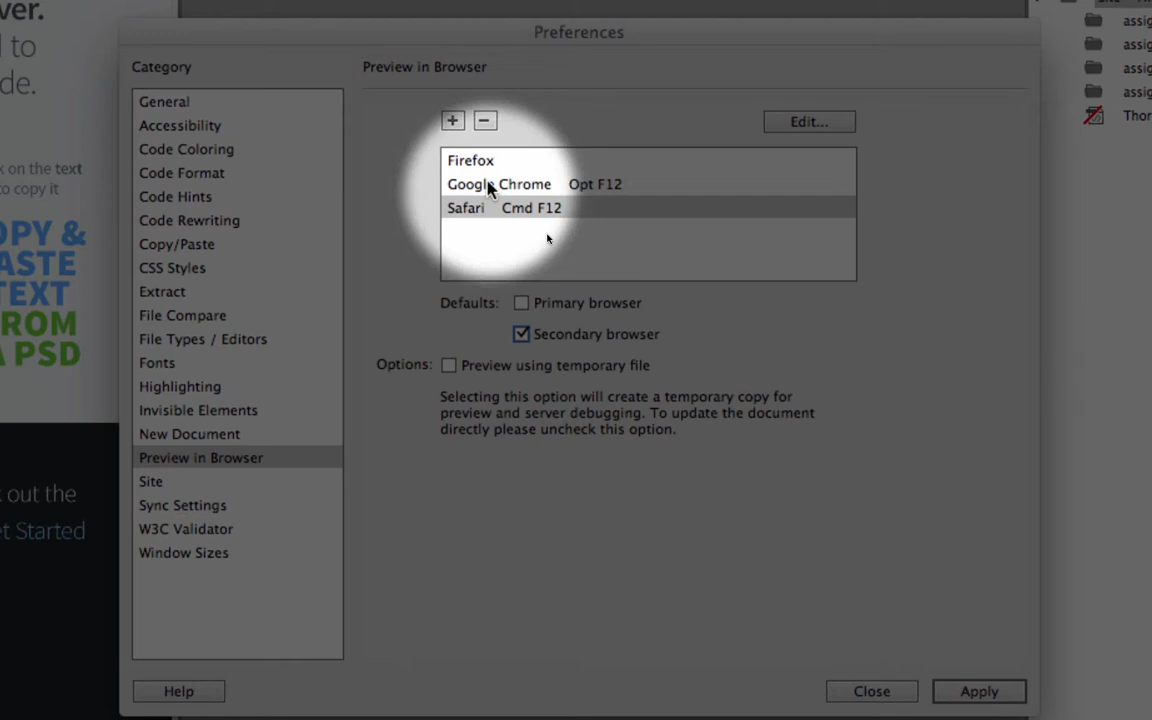 ver.
l to
de.
k on the text
to copy it
OPY &
ASTE
TEXT
ROM
A PSD
k out the
et Started
Preferences
Category
General
Accessibility
Code Coloring
Code Format
Code Hints
Code Rewriting
Copy/Paste
CSS Styles
Extract
File Compare
File Types / Editors
Fonts
Highlighting
Invisible Elements
New Document
Preview in Browser
Site
Sync Settings
W3C Validator
Window Sizes
Preview in Browser
+ − Edit...
Firefox
Google Chrome Opt F12
Safari Cmd F12
Defaults: Primary browser
Secondary browser
Options: Preview using temporary file
Selecting this option will create a temporary copy for
preview and server debugging. To update the document
directly please uncheck this option.
Help Close Apply
assig
assig
assig
assig
Thor